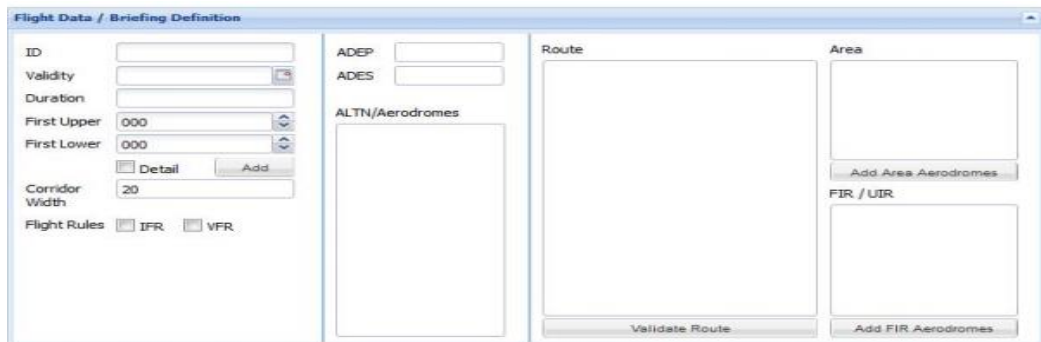 Flight Data / Briefing Definition
ID
Validity
Duration
First Upper 000
First Lower 000
Detail Add
Corridor
Width
20
Flight Rules IFR VFR
ADEP
ADES
ALTN/Aerodromes
Route
Validate Route
Area
Add Area Aerodromes
FIR / UIR
Add FIR Aerodromes